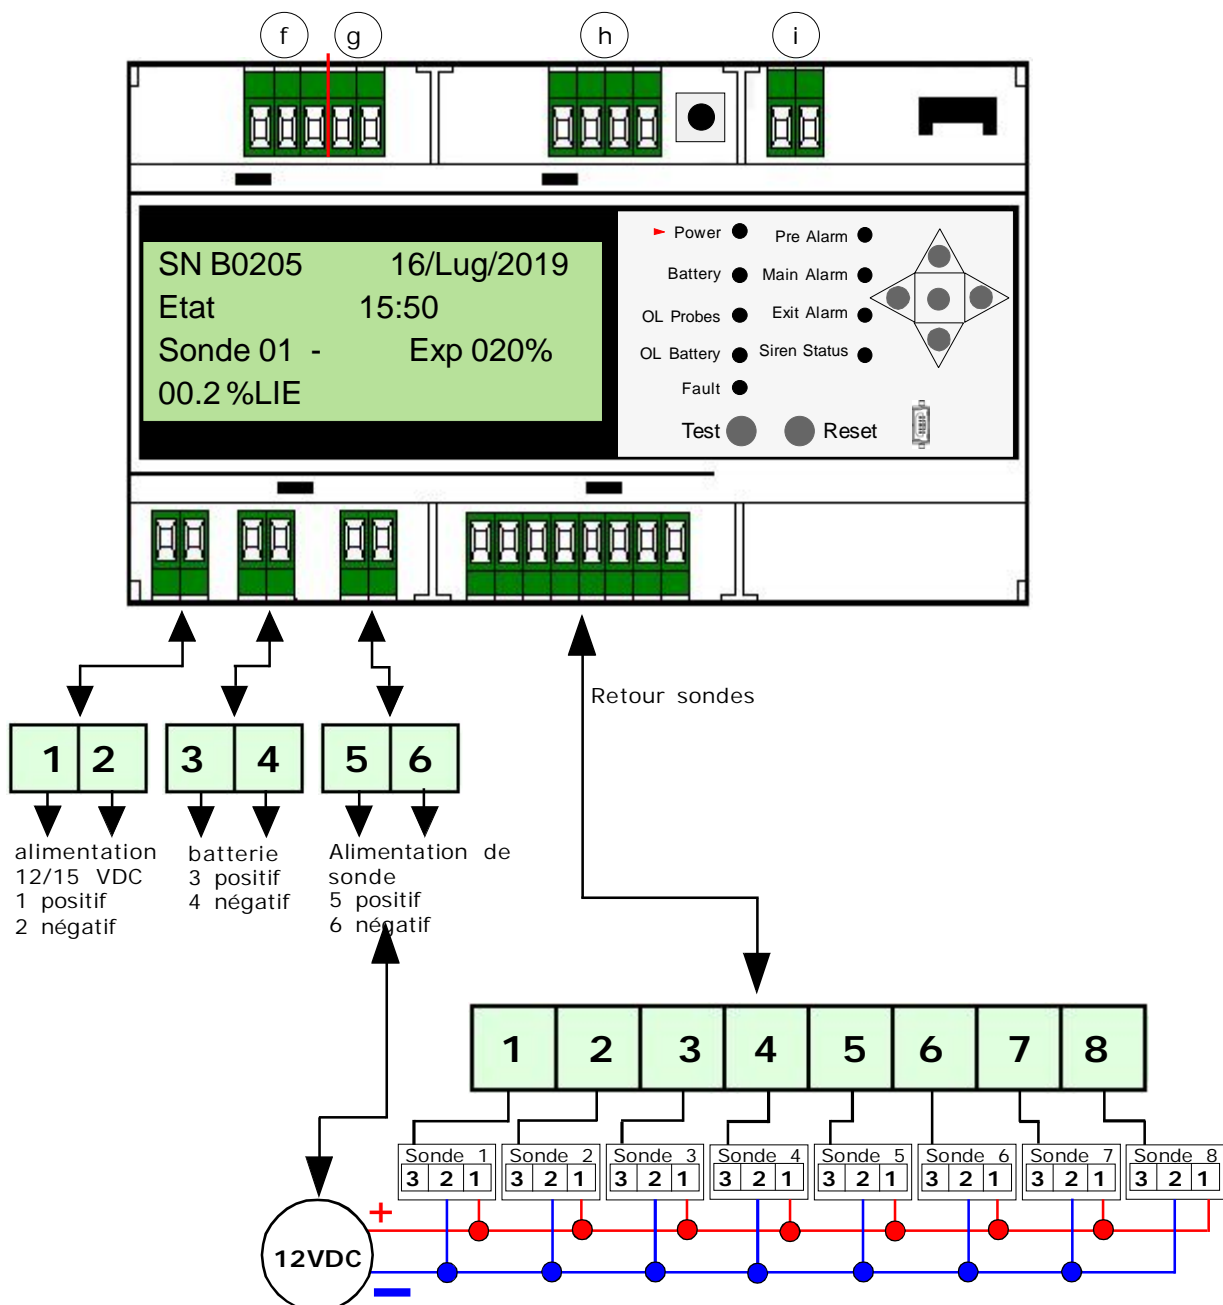 f g h i
SN B0205 16/Lug/2019
Etat 15:50
Sonde 01 - Exp 020%
00.2 %LIE
Power Pre Alarm
Battery Main Alarm
OL Probes Exit Alarm
OL Battery Siren Status
Fault
Test Reset
Retour sondes
1 2 3 4 5 6
alimentation
12/15 VDC
1 positif
2 négatif
batterie
3 positif
4 négatif
Alimentation de
sonde
5 positif
6 négatif
1 2 3 4 5 6 7 8
Sonde 1 Sonde 2 Sonde 3 Sonde 4 Sonde 5 Sonde 6 Sonde 7 Sonde 8
3 2 1 3 2 1 3 2 1 3 2 1 3 2 1 3 2 1 3 2 1 3 2 1
+
12VDC
-